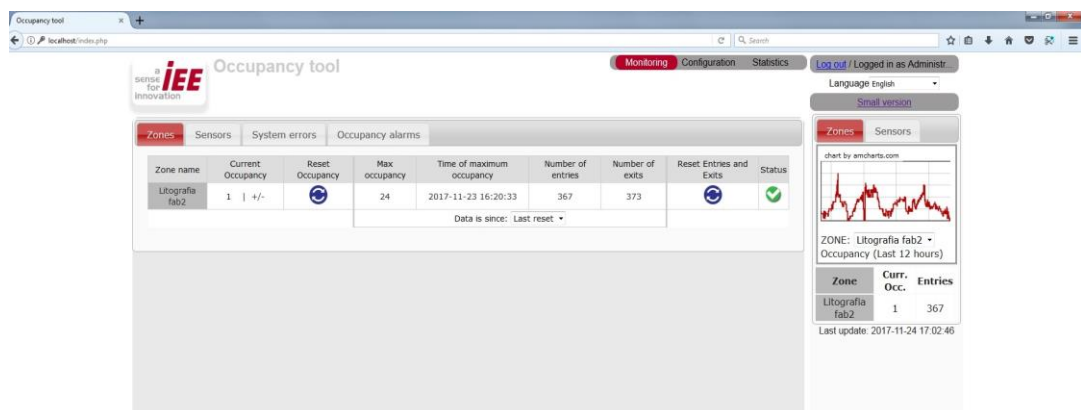 Occupancy tool
localhost/index.php
Search
a
sense
for
innovation
iEE
Occupancy tool
Monitoring Configuration Statistics
Log out / Logged in as Administr...
Language English
Small version
Zones Sensors System errors Occupancy alarms
Zone name Current Occupancy Reset Occupancy Max occupancy Time of maximum occupancy Number of entries Number of exits Reset Entries and Exits Status
Litografia fab2 1 | +/- 24 2017-11-23 16:20:33 367 373
Data is since: Last reset
Zones Sensors
chart by amcharts.com
ZONE: Litografia fab2
Occupancy (Last 12 hours)
Zone Curr. Occ. Entries
Litografia fab2 1 367
Last update: 2017-11-24 17:02:46